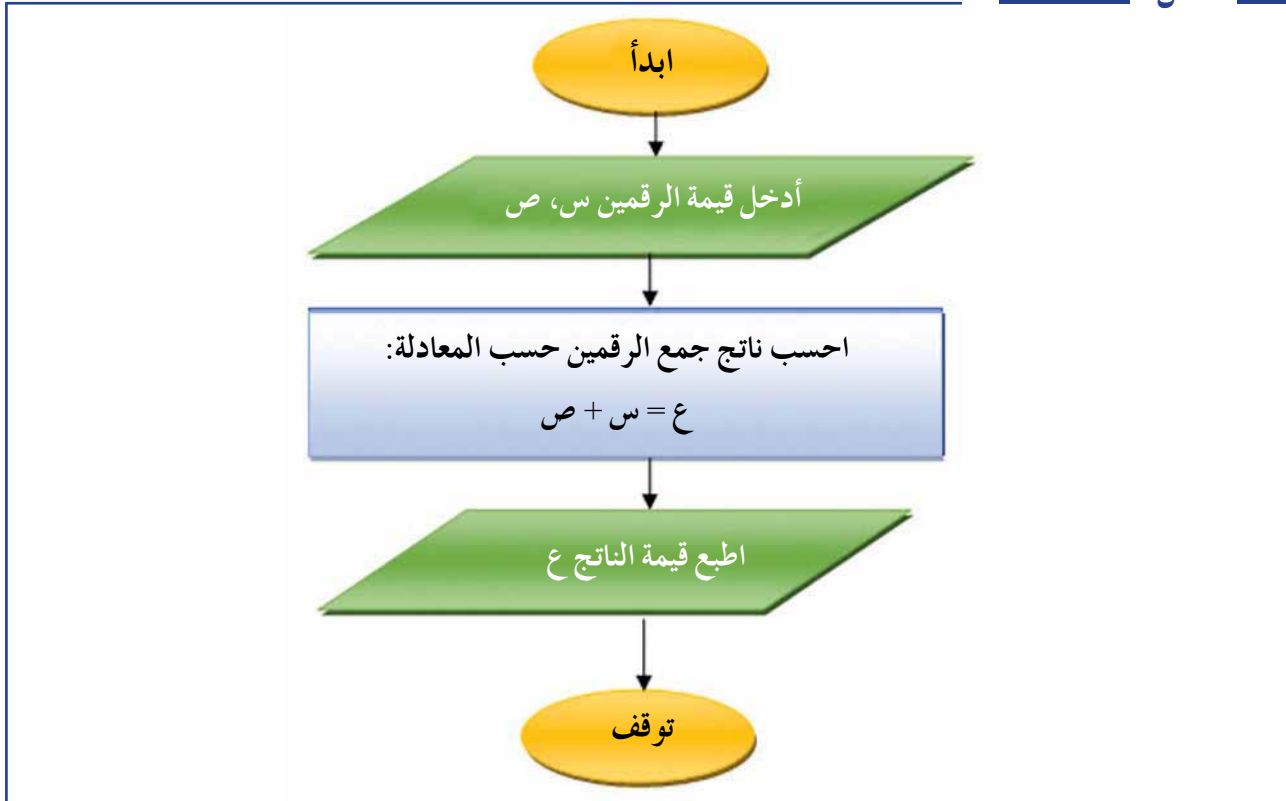 ابدأ
أدخل قيمة الرقمين س، ص
احسب ناتج جمع الرقمين حسب المعادلة:
ع = س + ص
اطبع قيمة الناتج ع
توقف